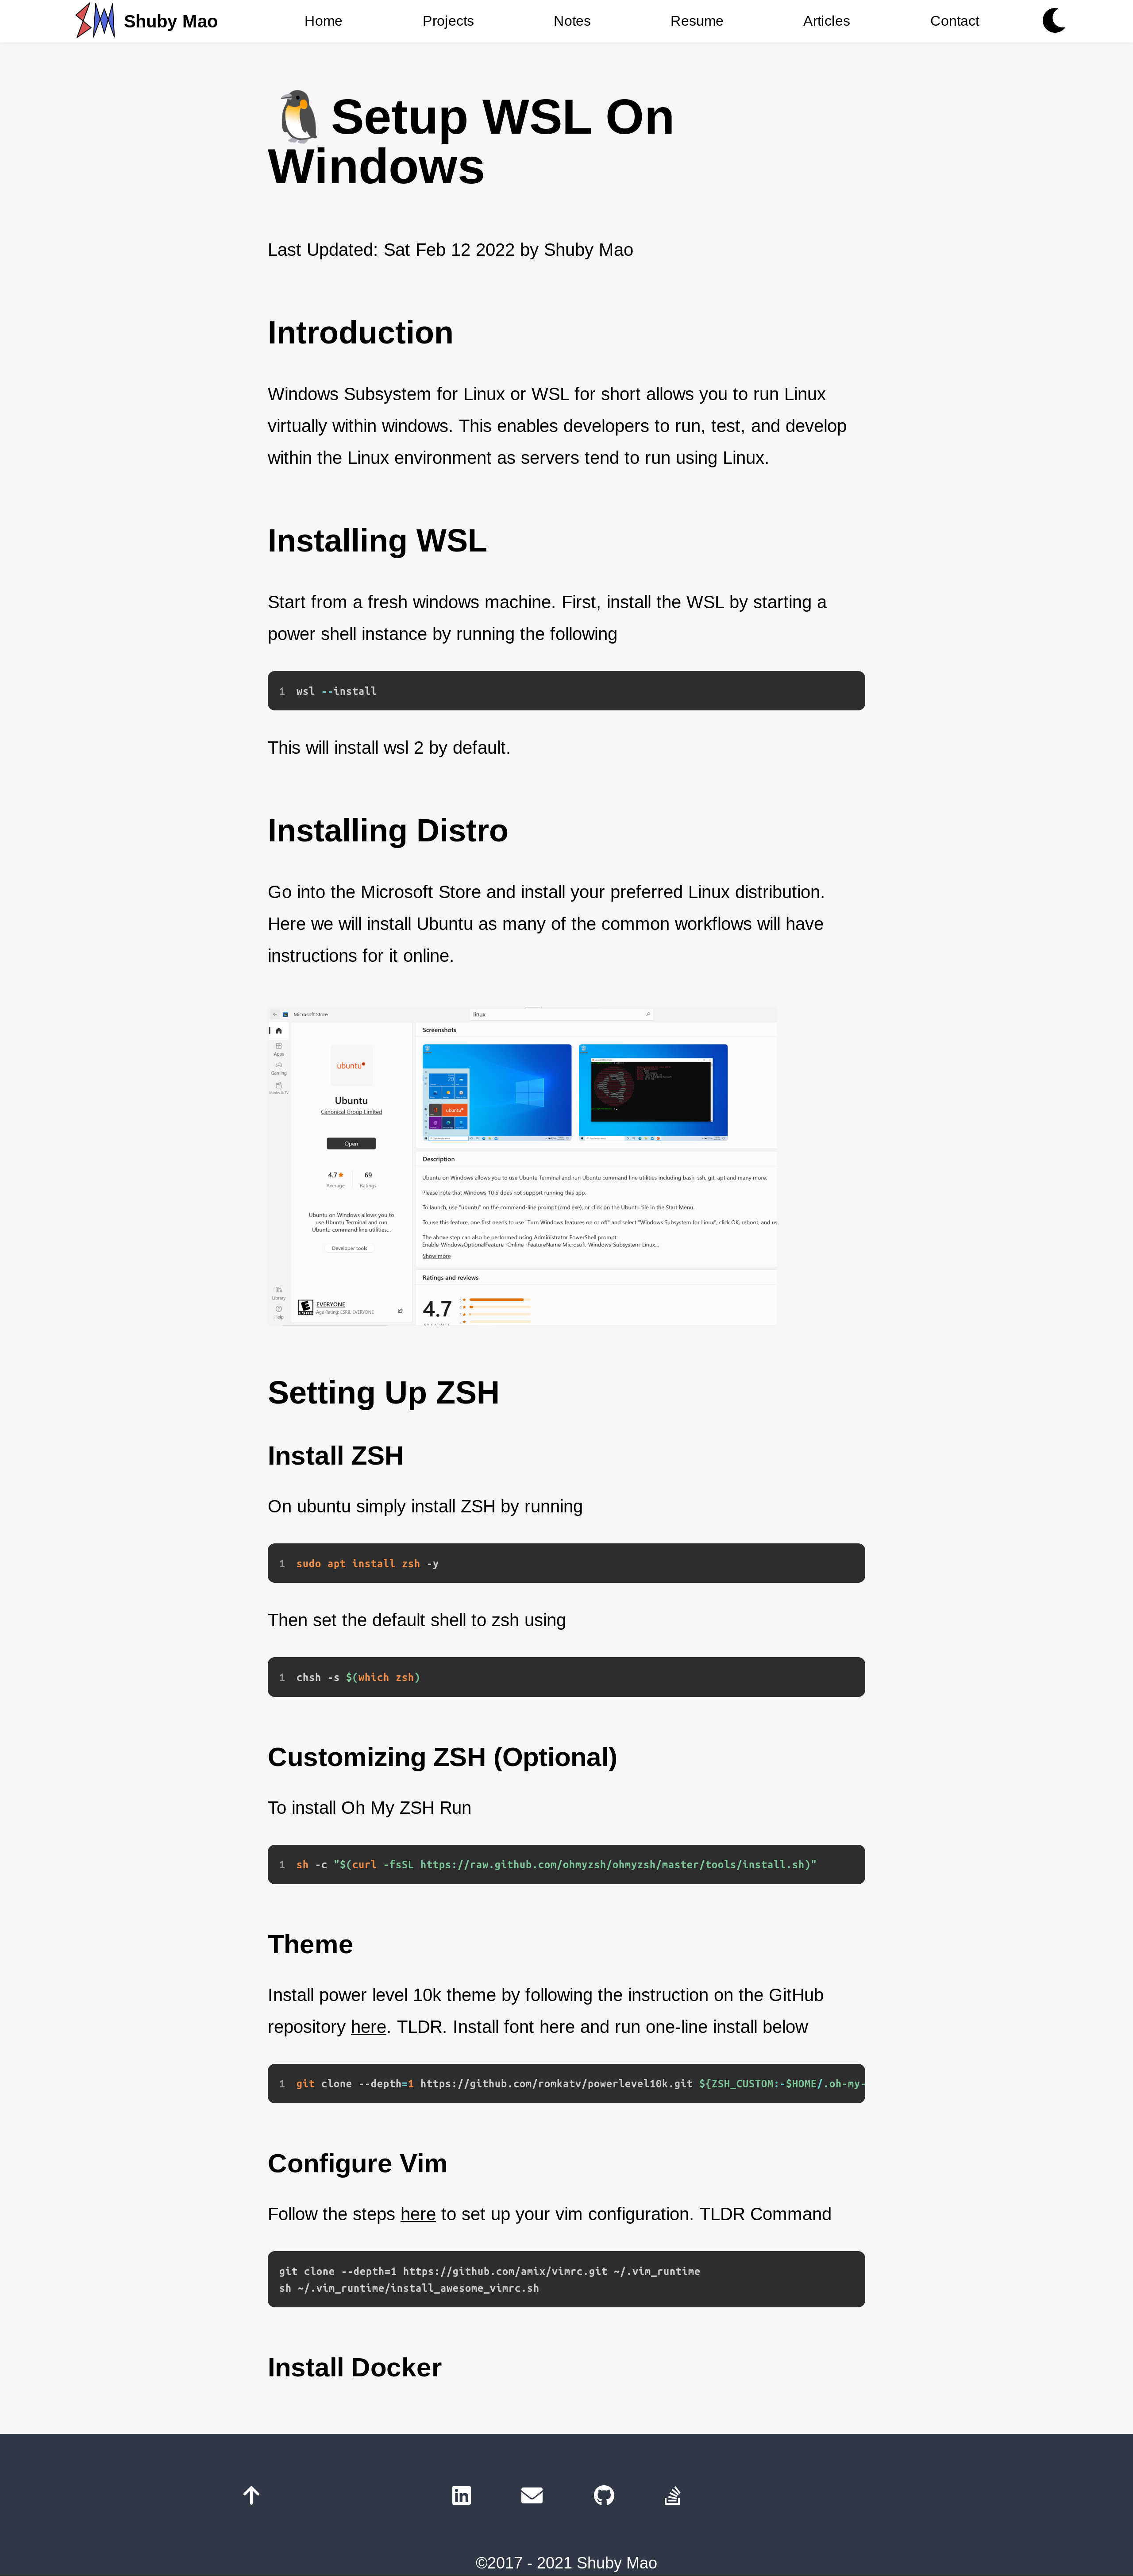 Shuby Mao
Home
Projects
Notes
Resume
Articles
Contact
Setup WSL On
Windows
Last Updated: Sat Feb 12 2022 by Shuby Mao
Introduction
Windows Subsystem for Linux or WSL for short allows you to run Linux
virtually within windows. This enables developers to run, test, and develop
within the Linux environment as servers tend to run using Linux.
Installing WSL
Start from a fresh windows machine. First, install the WSL by starting a
power shell instance by running the following
1 wsl --install
This will install wsl 2 by default.
Installing Distro
Go into the Microsoft Store and install your preferred Linux distribution.
Here we will install Ubuntu as many of the common workflows will have
instructions for it online.
Microsoft Store
linux
Apps
Gaming
Library
Help
ubuntu
Ubuntu
Canonical Group Limited
Open
4.7
69
Average
Ratings
Ubuntu on Windows allows you to
use Ubuntu Terminal and run
Ubuntu command line utilities...
Developer tools
EVERYONE
Age Rating: ESRB. EVERYONE
Screenshots
Description
Ubuntu on Windows allows you to use Ubuntu Terminal and run Ubuntu command line utilities including bash, ssh, git, apt and many more.
Please note that Windows 10 S does not support running this app.
To launch, use "ubuntu" on the command-line prompt (cmd.exe), or click on the Ubuntu tile in the Start Menu.
To use this feature, one first needs to use "Turn Windows features on or off" and select "Windows Subsystem for Linux", click OK, reboot, and us
The above step can also be performed using Administrator PowerShell prompt:
Enable-WindowsOptionalFeature -Online -FeatureName Microsoft-Windows-Subsystem-Linux...
Show more
Ratings and reviews
4.7
Setting Up ZSH
Install ZSH
On ubuntu simply install ZSH by running
1 sudo apt install zsh -y
Then set the default shell to zsh using
1 chsh -s $(which zsh)
Customizing ZSH (Optional)
To install Oh My ZSH Run
1 sh -c "$(curl -fsSL https://raw.github.com/ohmyzsh/ohmyzsh/master/tools/install.sh)"
Theme
Install power level 10k theme by following the instruction on the GitHub
repository here. TLDR. Install font here and run one-line install below
1 git clone --depth=1 https://github.com/romkatv/powerlevel10k.git ${ZSH_CUSTOM:-$HOME/.oh-my-
Configure Vim
Follow the steps here to set up your vim configuration. TLDR Command
git clone --depth=1 https://github.com/amix/vimrc.git ~/.vim_runtime
sh ~/.vim_runtime/install_awesome_vimrc.sh
Install Docker
©2017 - 2021 Shuby Mao